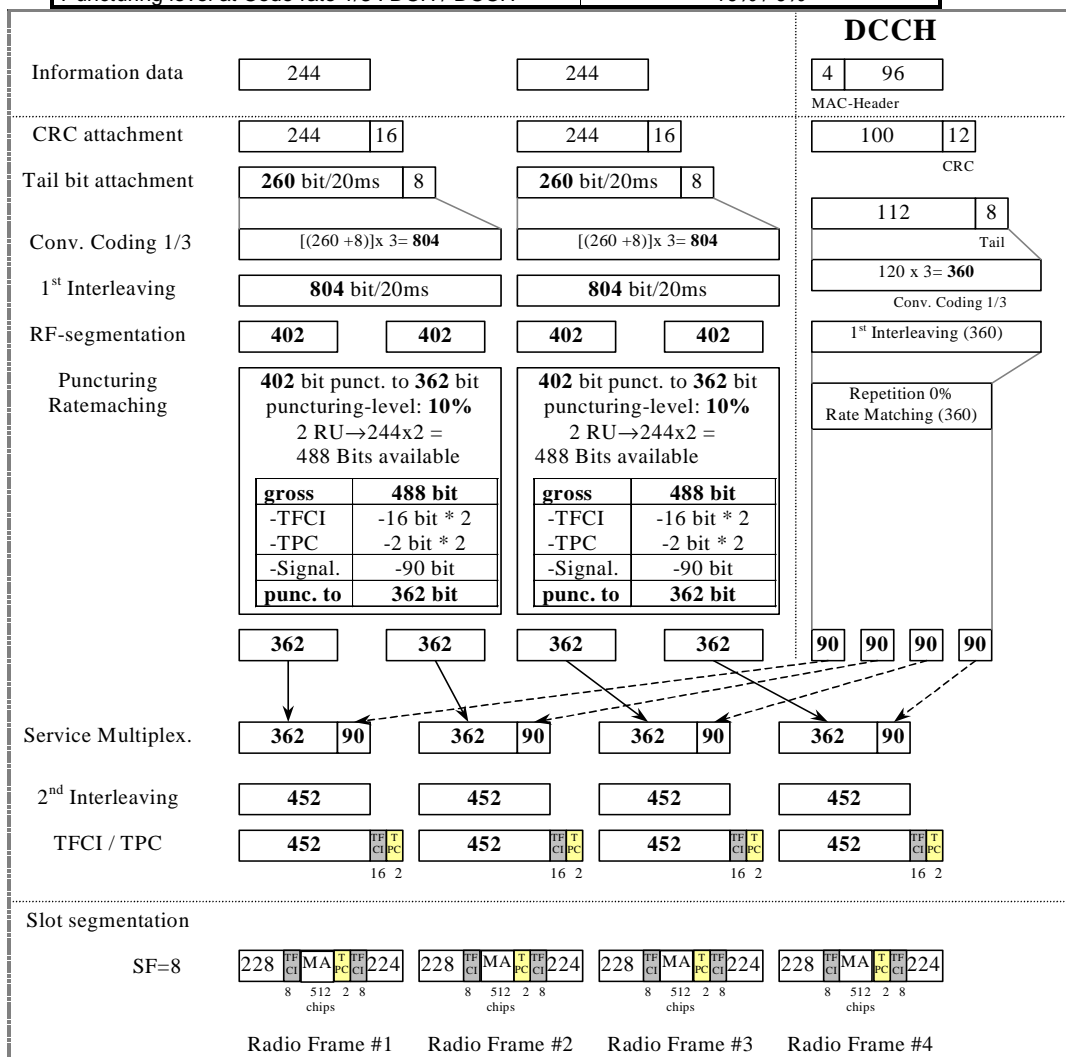 DCCH
Information data 244 244 4 96
MAC-Header
CRC attachment 244 16 244 16 100 12
CRC
Tail bit attachment 260 bit/20ms 8 260 bit/20ms 8
112 8
Tail
Conv. Coding 1/3 [(260 +8)]x 3= 804 [(260 +8)]x 3= 804
120 x 3= 360
Conv. Coding 1/3
1st Interleaving 804 bit/20ms 804 bit/20ms
RF-segmentation 402 402 402 402 1st Interleaving (360)
Puncturing
Ratemaching
402 bit punct. to 362 bit
puncturing-level: 10%
2 RU→244x2 =
488 Bits available
gross 488 bit
-TFCI -16 bit * 2
-TPC -2 bit * 2
-Signal. -90 bit
punc. to 362 bit
402 bit punct. to 362 bit
puncturing-level: 10%
2 RU→244x2 =
488 Bits available
gross 488 bit
-TFCI -16 bit * 2
-TPC -2 bit * 2
-Signal. -90 bit
punc. to 362 bit
Repetition 0%
Rate Matching (360)
362 362 362 362 90 90 90 90
Service Multiplex. 362 90 362 90 362 90 362 90
2nd Interleaving 452 452 452 452
TFCI / TPC 452 TF CI T PC 452 TF CI T PC 452 TF CI T PC 452 TF CI T PC
16 2 16 2 16 2 16 2
Slot segmentation
SF=8 228 TF CI MA T PC TF CI 224 228 TF CI MA T PC TF CI 224 228 TF CI MA T PC TF CI 224 228 TF CI MA T PC TF CI 224
8 512 2 8 8 512 2 8 8 512 2 8 8 512 2 8
chips chips chips chips
Radio Frame #1 Radio Frame #2 Radio Frame #3 Radio Frame #4